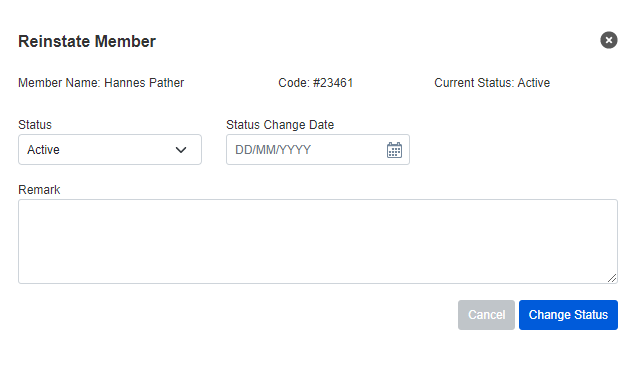 Reinstate Member
Member Name: Hannes Pather Code: #23461 Current Status: Active
Status Status Change Date
Active DD/MM/YYYY
Remark
Cancel Change Status